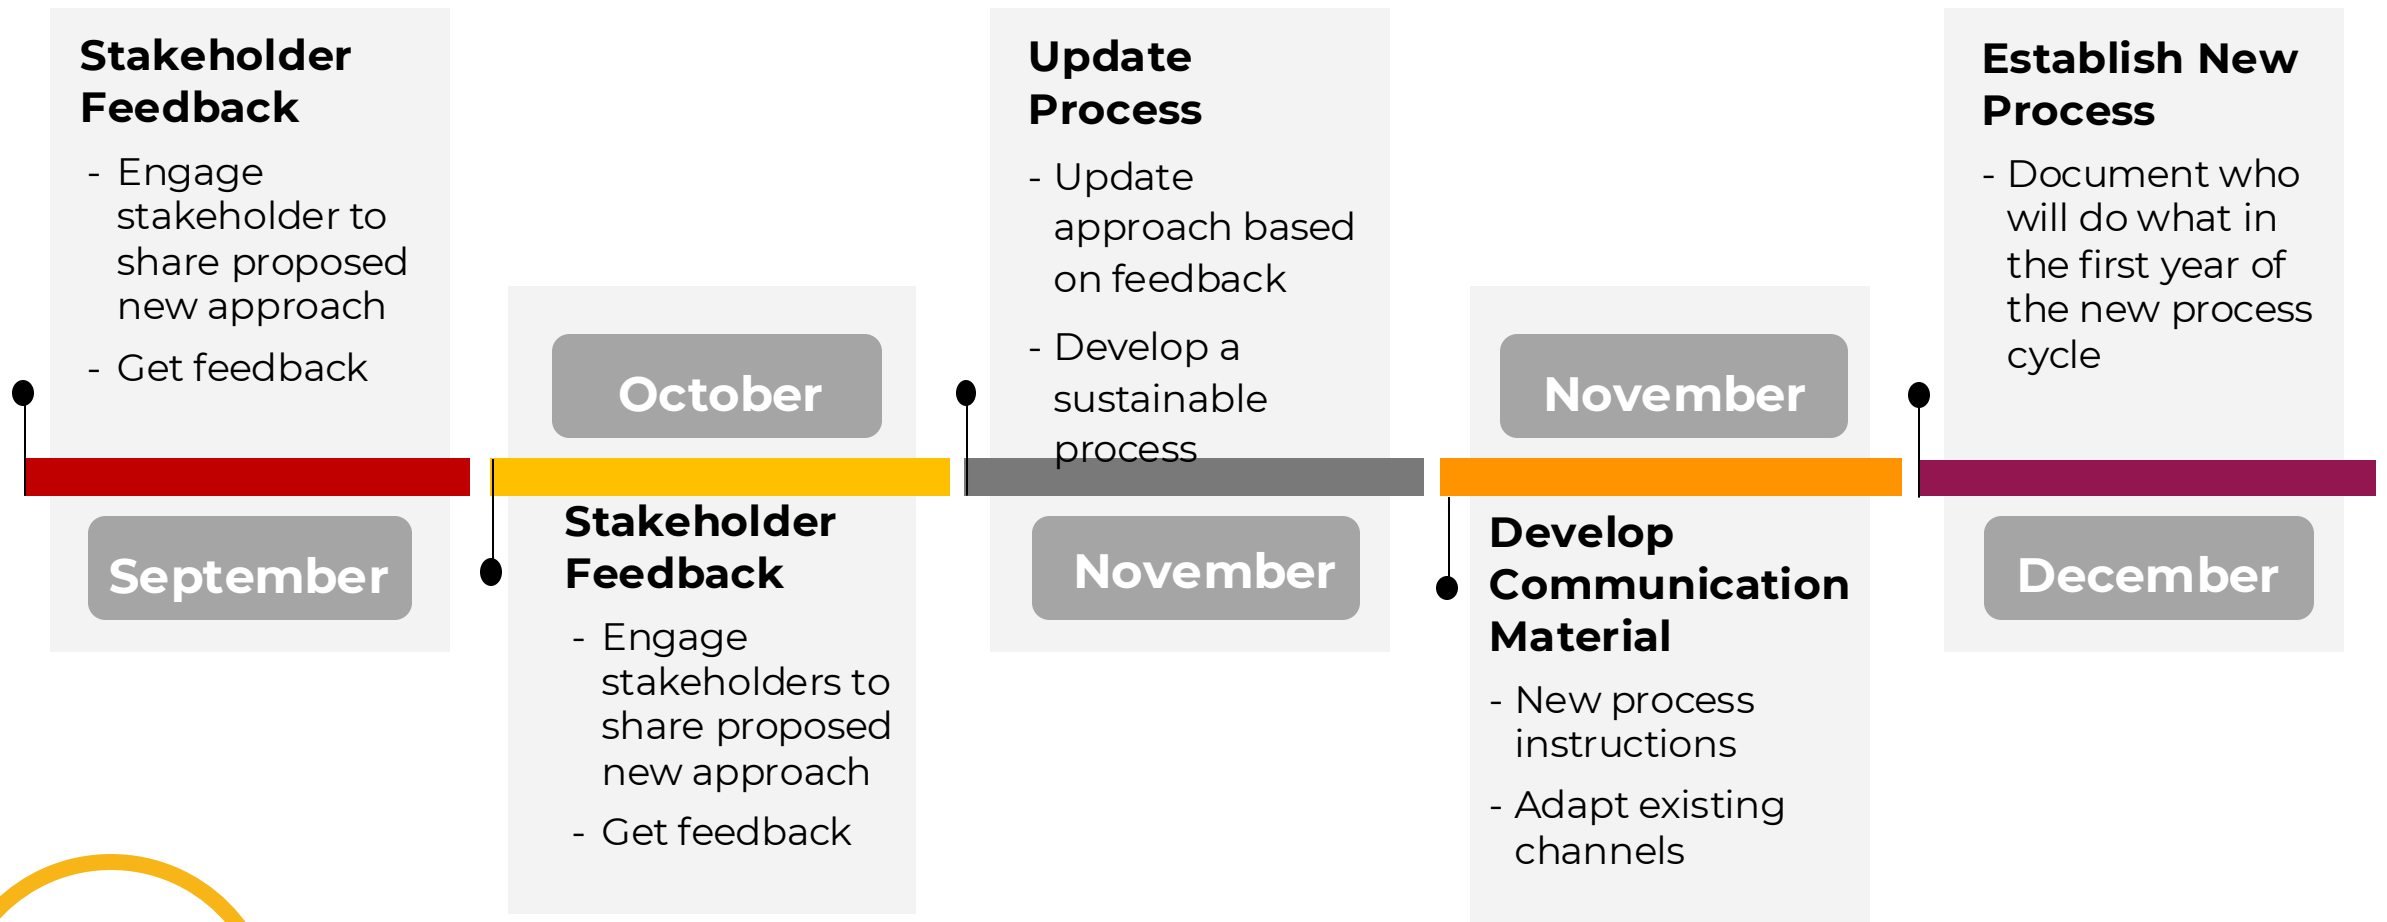 Stakeholder
Feedback
- Engage
stakeholder to
share proposed
new approach
- Get feedback
September
October
Stakeholder
Feedback
- Engage
stakeholders to
share proposed
new approach
- Get feedback
Update
Process
- Update
approach based
on feedback
- Develop a
sustainable
process
November
November
Develop
Communication
Material
- New process
instructions
- Adapt existing
channels
Establish New
Process
- Document who
will do what in
the first year of
the new process
cycle
December